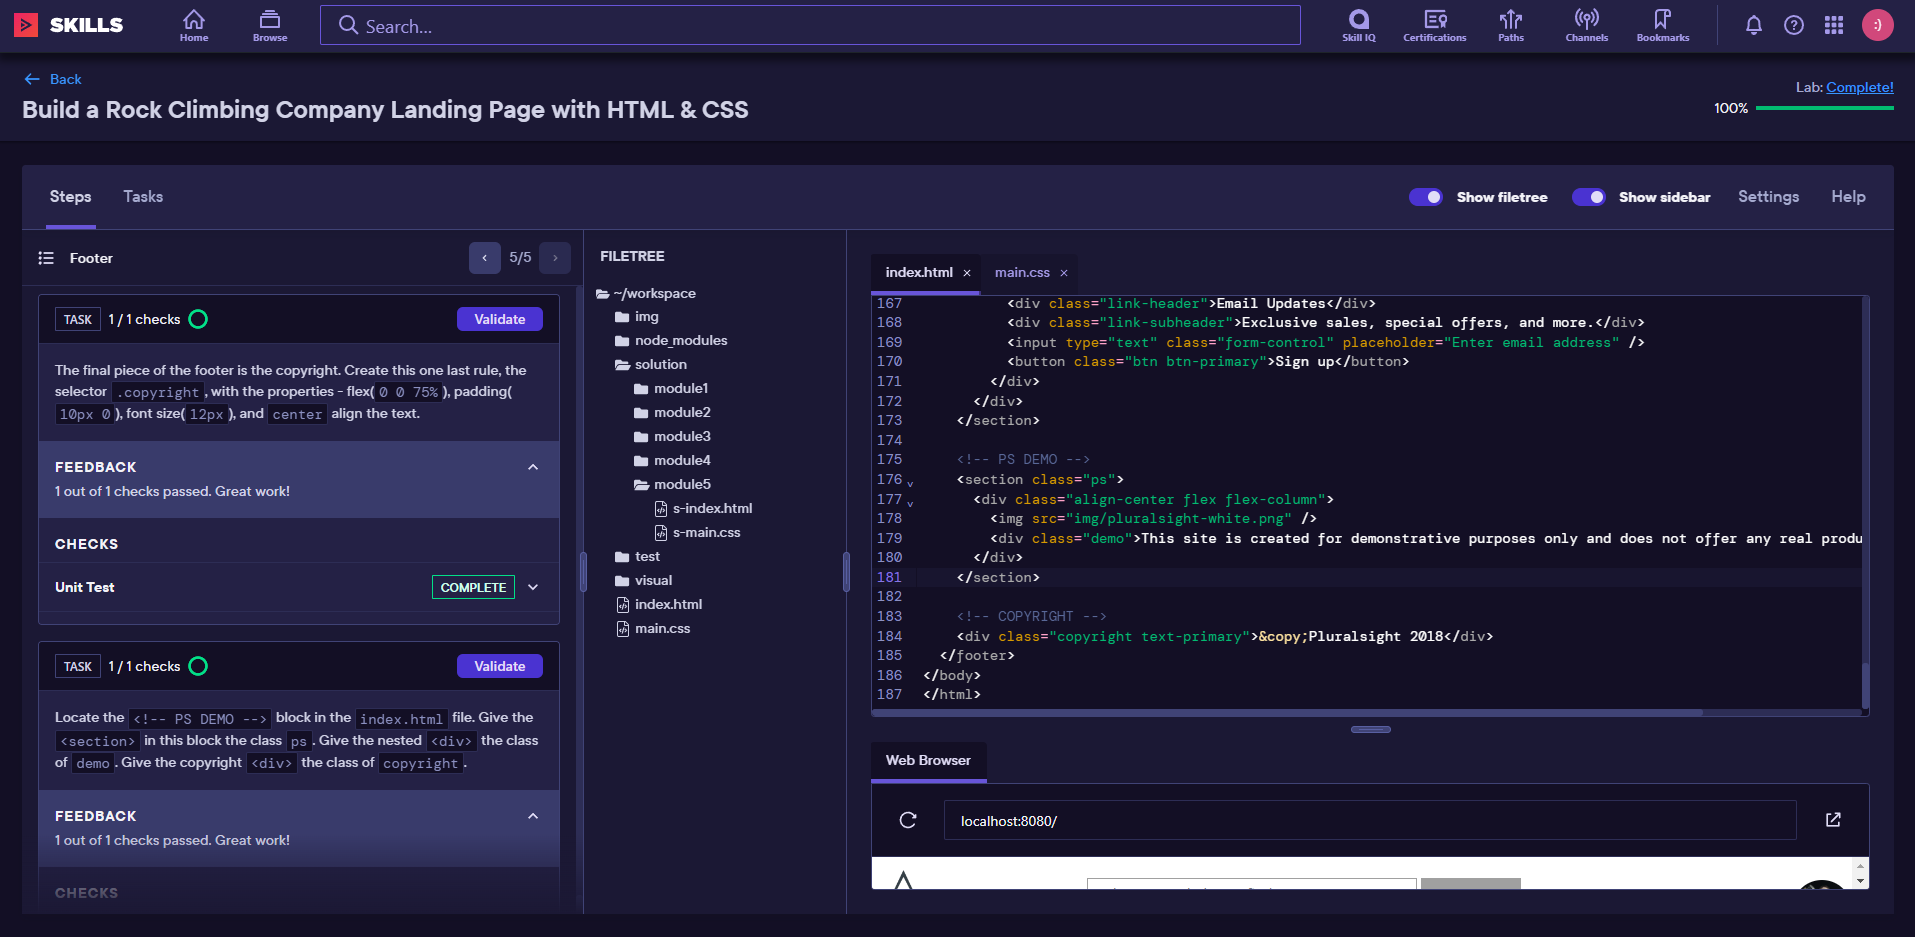 SKILLS
Home
Browse
Search...
Skill IQ
Certifications
Paths
Channels
Bookmarks
:)
Back
Build a Rock Climbing Company Landing Page with HTML & CSS
Lab: Complete!
100%
Steps
Tasks
Show filetree
Show sidebar
Settings
Help
Footer
5/5
TASK 1 / 1 checks
Validate
The final piece of the footer is the copyright. Create this one last rule, the
selector .copyright, with the properties - flex( 0 0 75% ), padding(
10px 0 ), font size( 12px ), and center align the text.
FEEDBACK
1 out of 1 checks passed. Great work!
CHECKS
Unit Test
COMPLETE
TASK 1 / 1 checks
Validate
Locate the <!-- PS DEMO --> block in the index.html file. Give the
<section> in this block the class ps . Give the nested <div> the class
of demo . Give the copyright <div> the class of copyright .
FEEDBACK
1 out of 1 checks passed. Great work!
CHECKS
FILETREE
~/workspace
img
node_modules
solution
module1
module2
module3
module4
module5
s-index.html
s-main.css
test
visual
index.html
main.css
index.html ×
main.css ×
167 <div class="link-header">Email Updates</div>
168 <div class="link-subheader">Exclusive sales, special offers, and more.</div>
169 <input type="text" class="form-control" placeholder="Enter email address" />
170 <button class="btn btn-primary">Sign up</button>
171 </div>
172 </div>
173 </section>
174
175 <!-- PS DEMO -->
176 <section class="ps">
177 <div class="align-center flex flex-column">
178 <img src="img/pluralsight-white.png" />
179 <div class="demo">This site is created for demonstrative purposes only and does not offer any real produ
180 </div>
181 </section>
182
183 <!-- COPYRIGHT -->
184 <div class="copyright text-primary">&copy;Pluralsight 2018</div>
185 </footer>
186 </body>
187 </html>
Web Browser
localhost:8080/